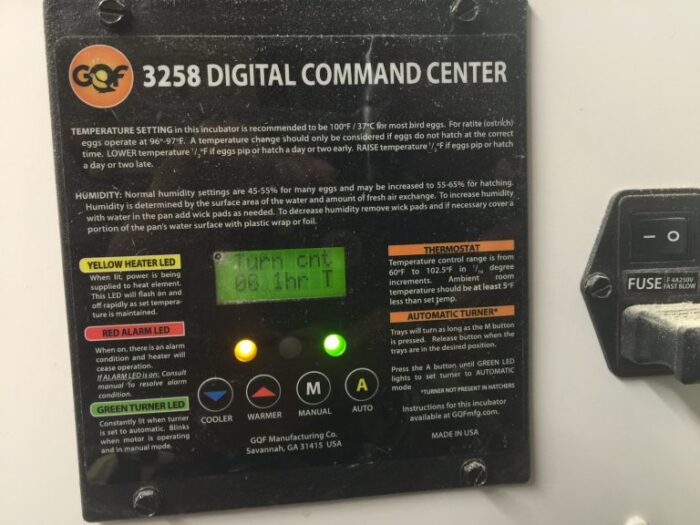 GQF
3258 DIGITAL COMMAND CENTER
TEMPERATURE SETTING in this incubator is recommended to be 100°F / 37°C for most bird eggs. For ratite (ostrich)
eggs operate at 96°-97°F. A temperature change should only be considered if eggs do not hatch at the correct
time. LOWER temperature 1/2°F if eggs pip or hatch a day or two early. RAISE temperature 1/2°F if eggs pip or hatch
a day or two late.
HUMIDITY: Normal humidity settings are 45-55% for many eggs and may be increased to 55-65% for hatching.
Humidity is determined by the surface area of the water and amount of fresh air exchange. To increase humidity
with water in the pan add wick pads as needed. To decrease humidity remove wick pads and if necessary cover a
portion of the pan's water surface with plastic wrap or foil.
YELLOW HEATER LED
When lit, power is being
supplied to heat element.
This LED will flash on and
off rapidly as set tempera-
ture is maintained.
RED ALARM LED
When on, there is an alarm
condition and heater will
cease operation.
If ALARM LED is on: Consult
manual to resolve alarm
condition.
GREEN TURNER LED
Constantly lit when turner
is set to automatic. Blinks
when motor is operating
and in manual mode.
Turn cnt
00.1hr T
COOLER
WARMER
M
MANUAL
A
AUTO
GQF Manufacturing Co.
Savannah, GA 31415 USA
THERMOSTAT
Temperature control range is from
60°F to 102.5°F in 1/10 degree
increments. Ambient room
temperature should be at least 5°F
less than set temp.
AUTOMATIC TURNER*
Trays will turn as long as the M button
is pressed. Release button when the
trays are in the desired position.
Press the A button until GREEN LED
lights to set turner to AUTOMATIC
mode
*TURNER NOT PRESENT IN HATCHERS
Instructions for this incubator
available at GQFmfg.com.
MADE IN USA
— O
FUSE F 4A250V
FAST BLOW